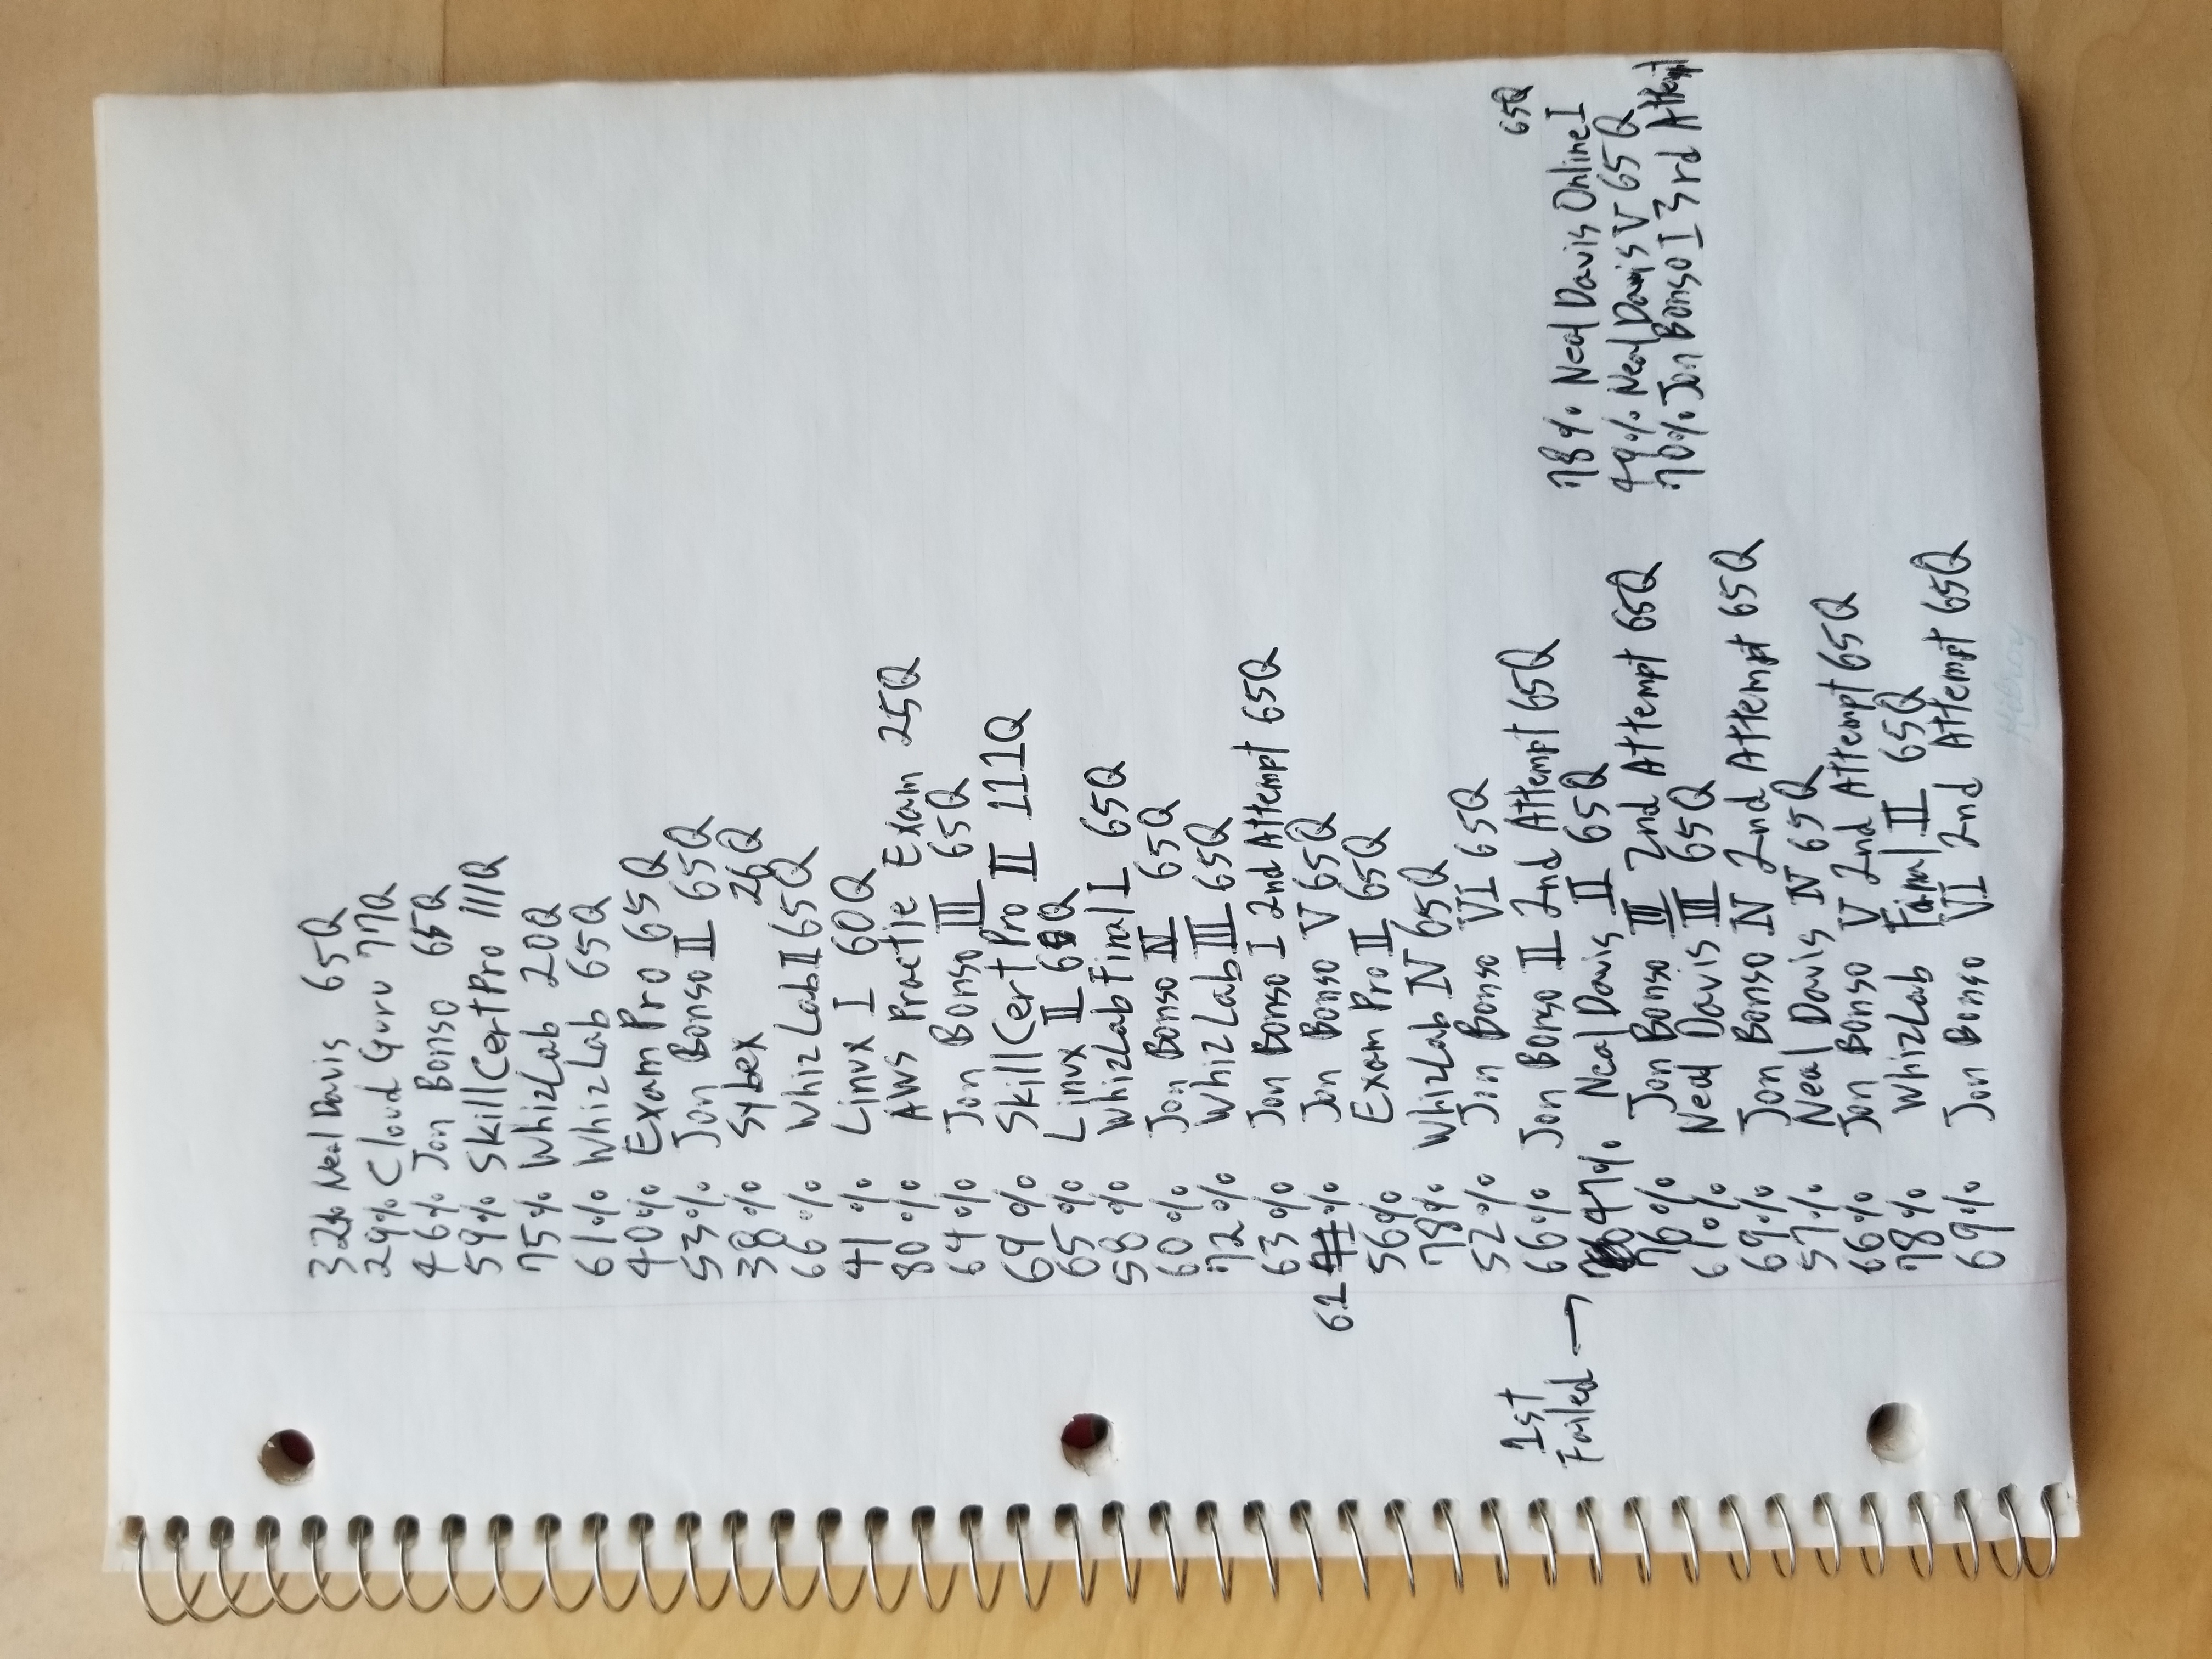 32% Neal Davis 65Q
29% Cloud Guru 77Q
46% Jon Bonso 65Q
59% SkillCertPro 111Q
75% WhizLab 20Q
61% WhizLab 65Q
40% Exam Pro 65Q
53% Jon Bonso II 65Q
38% Sybex 26Q
66% WhizLab II 65Q
41% Linux I 60Q
80% AWS Practie Exam 25Q
64% Jon Bonso III 65Q
69% SkillCertPro II 111Q
65% Linux II
58% WhizLab Final I 65Q
60% Jon Bonso IV 65Q
72% WhizLab III 65Q
63% Jon Bonso I 2nd Attempt 65Q
61 % Jon Bonso V 65Q
56% Exam Pro II 65Q
78% WhizLab IV 65Q
52% Jon Bonso VI 65Q
1st
Failed →
66% Jon Bonso II 2nd Attempt 65Q
47% Neal Davis II 65Q
76% Jon Bonso III 2nd Attempt 65Q
61% Neal Davis III 65Q
69% Jon Bonso IV 2nd Attempt 65Q
57% Neal Davis IV 65Q
66% Jon Bonso V 2nd Attempt 65Q
78% WhizLab Final II 65Q
69% Jon Bonso VI 2nd Attempt 65Q
65Q
78% Neal Davis Online I
49% Neal Davis V 65Q
70% Jon Bonso I 3rd Attempt
Hilroy